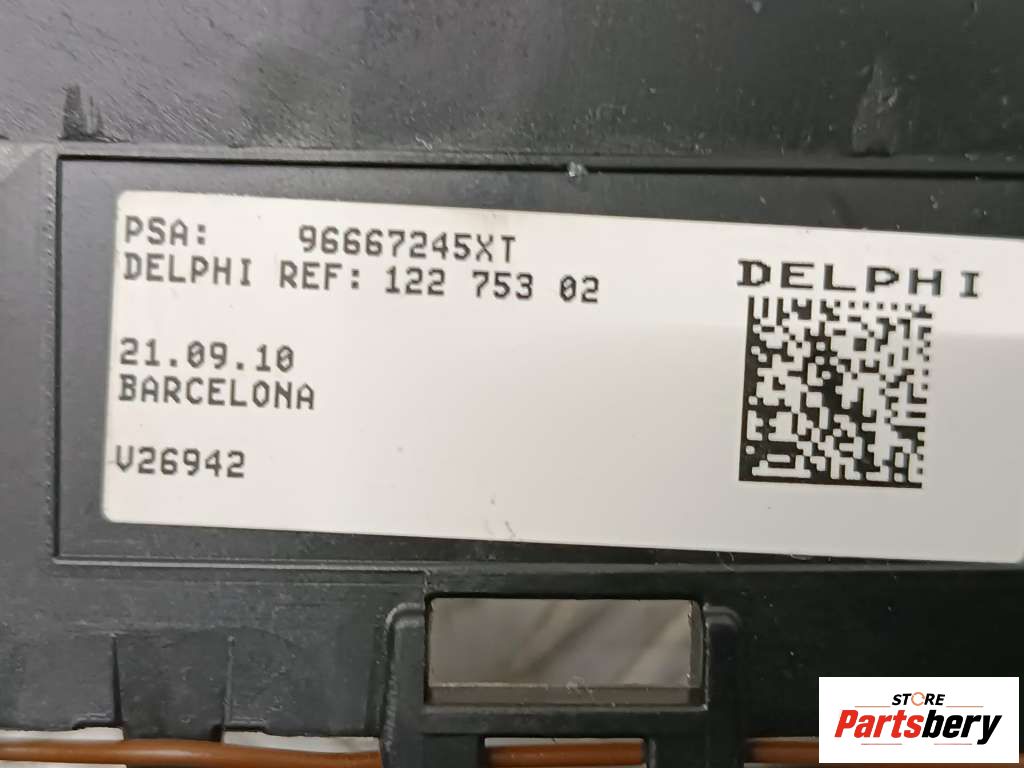 PSA: 96667245XT
DELPHI REF: 122 753 02
DELPHI
21.09.10
BARCELONA
V26942
STORE
Partsbery